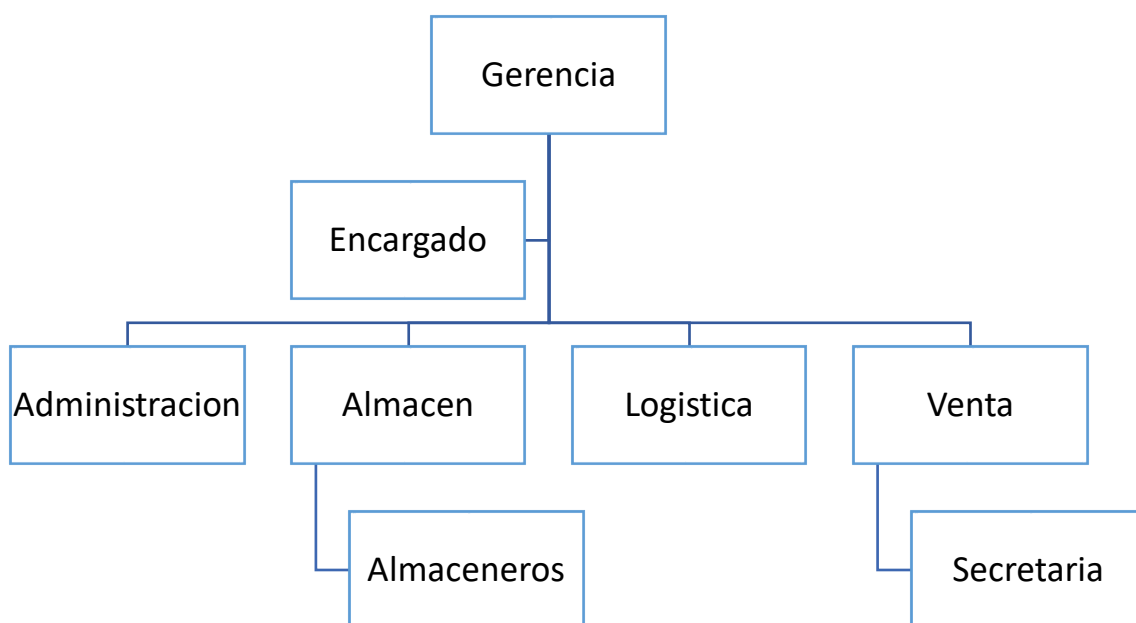 Gerencia
Encargado
Administracion
Almacen
Logistica
Venta
Almaceneros
Secretaria